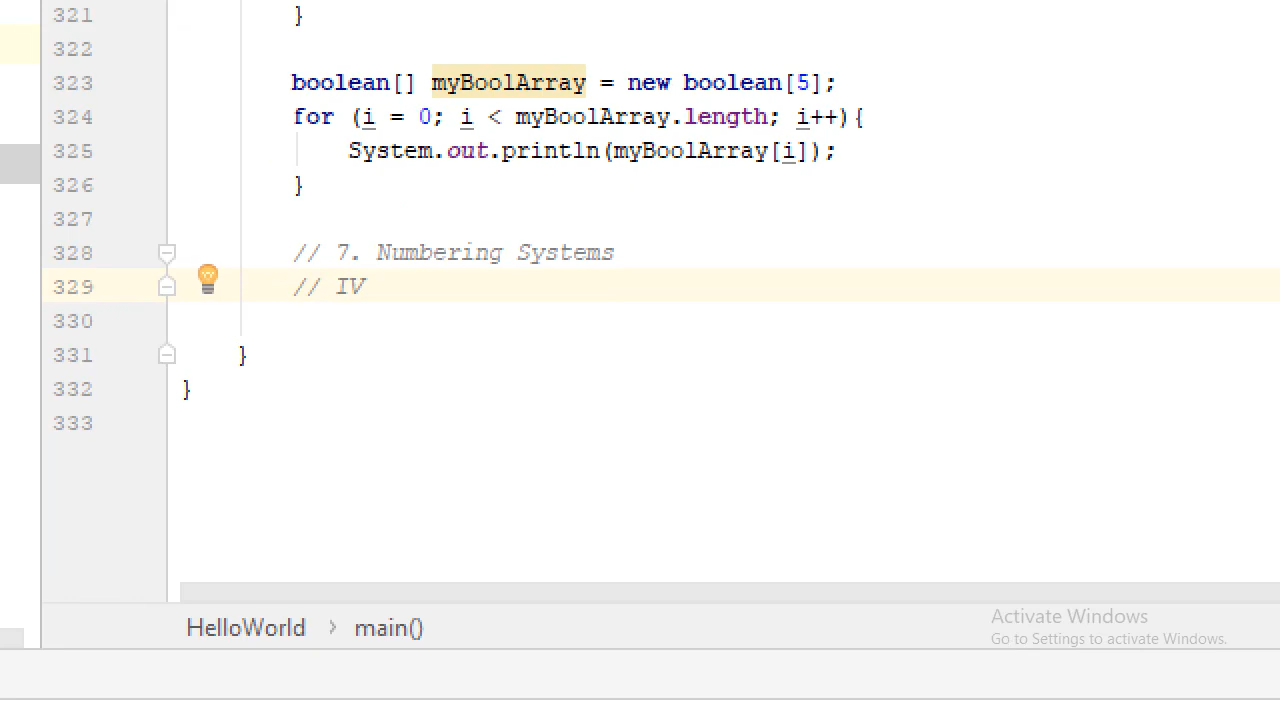 321 }
322
323 boolean[] myBoolArray = new boolean[5];
324 for (i = 0; i < myBoolArray.length; i++){
325 System.out.println(myBoolArray[i]);
326 }
327
328 // 7. Numbering Systems
329 // IV
330
331 }
332 }
333
HelloWorld > main()
Activate Windows
Go to Settings to activate Windows.